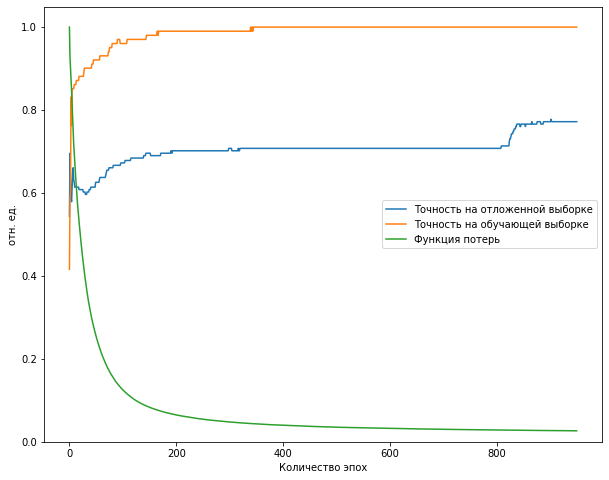 1.0
0.8
0.6
0.4
0.2
0.0
отн. ед.
Точность на отложенной выборке
Точность на обучающей выборке
Функция потерь
0
200
400
600
800
Количество эпох